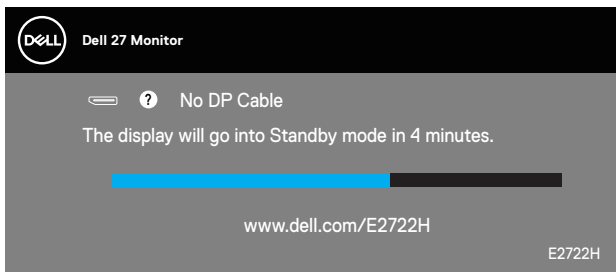 DELL
Dell 27 Monitor
? No DP Cable
The display will go into Standby mode in 4 minutes.
www.dell.com/E2722H
E2722H